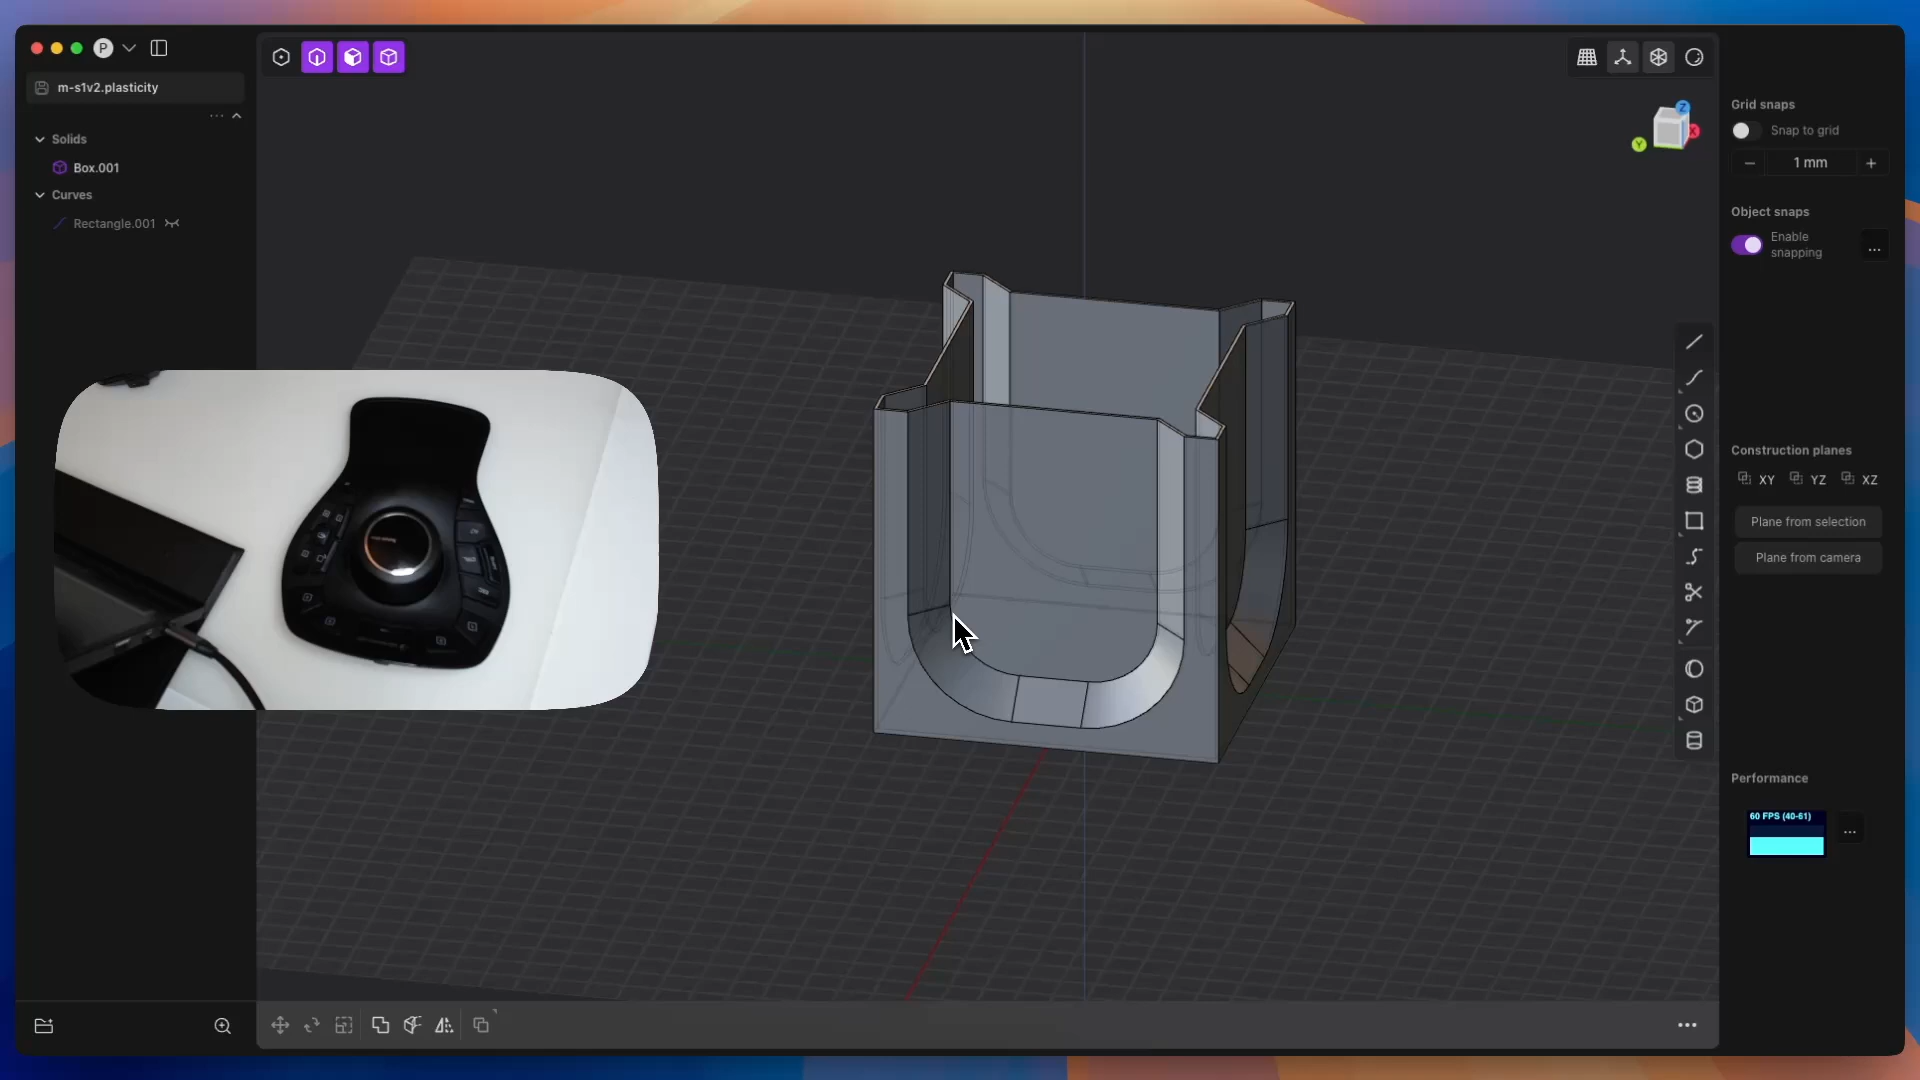 P
m-s1v2.plasticity
Solids
Box.001
Curves
Rectangle.001
Z
X
Y
Grid snaps
Snap to grid
1 mm
Object snaps
Enable
snapping
Construction planes
XY YZ XZ
Plane from selection
Plane from camera
Performance
60 FPS (40-61)